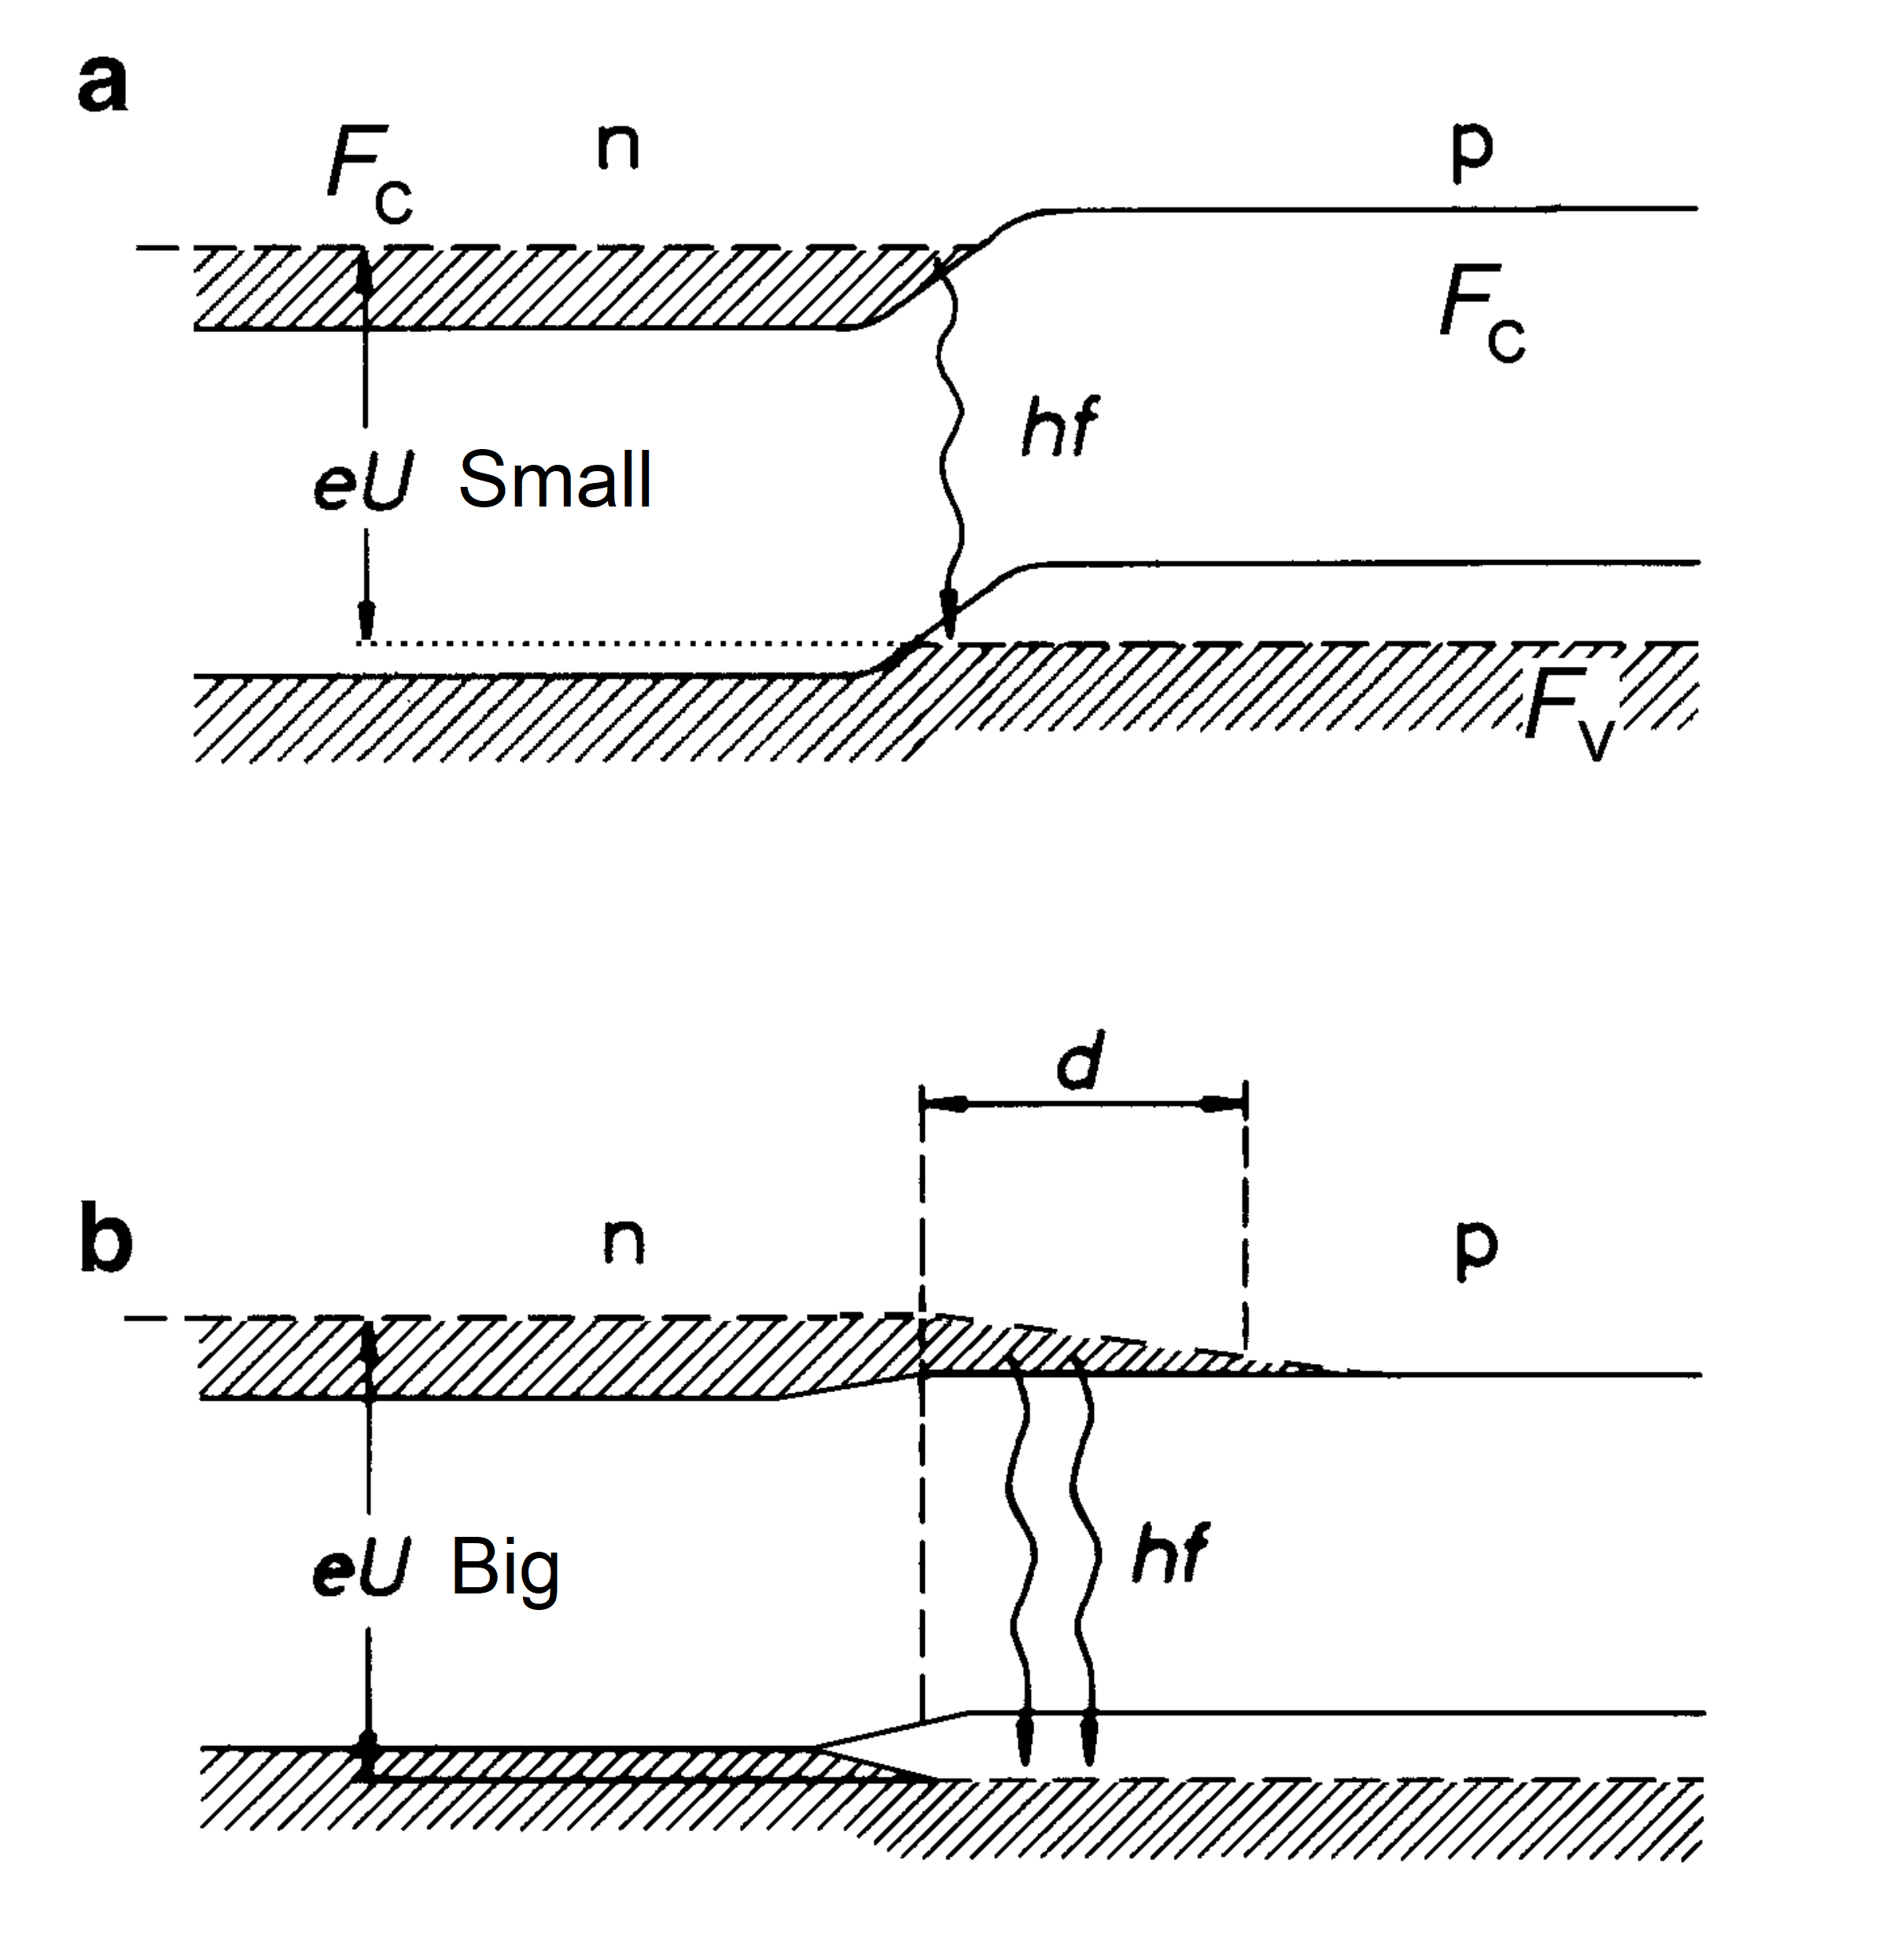 a
F_C n p
F_C
hf
eU Small
F_V
d
b n p
hf
eU Big